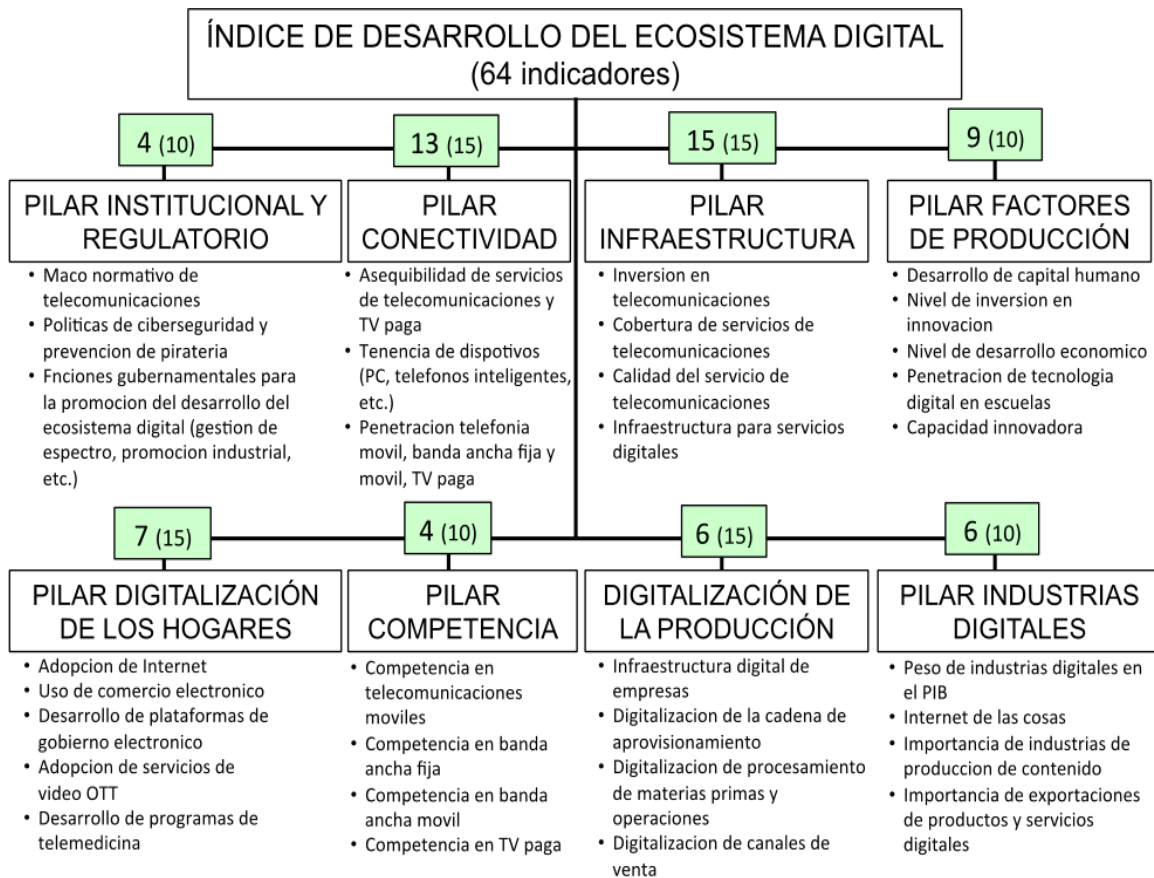 ÍNDICE DE DESARROLLO DEL ECOSISTEMA DIGITAL
(64 indicadores)
4 (10)
PILAR INSTITUCIONAL Y
REGULATORIO
• Maco normativo de
telecomunicaciones
• Politicas de ciberseguridad y
prevencion de pirateria
• Fnciones gubernamentales para
la promocion del desarrollo del
ecosistema digital (gestion de
espectro, promocion industrial,
etc.)
13 (15)
PILAR
CONECTIVIDAD
• Asequibilidad de servicios
de telecomunicaciones y
TV paga
• Tenencia de dispotivos
(PC, telefonos inteligentes,
etc.)
• Penetracion telefonia
movil, banda ancha fija y
movil, TV paga
15 (15)
PILAR
INFRAESTRUCTURA
• Inversion en
telecomunicaciones
• Cobertura de servicios de
telecomunicaciones
• Calidad del servicio de
telecomunicaciones
• Infraestructura para servicios
digitales
9 (10)
PILAR FACTORES
DE PRODUCCIÓN
• Desarrollo de capital humano
• Nivel de inversion en
innovacion
• Nivel de desarrollo economico
• Penetracion de tecnologia
digital en escuelas
• Capacidad innovadora
7 (15)
PILAR DIGITALIZACIÓN
DE LOS HOGARES
• Adopcion de Internet
• Uso de comercio electronico
• Desarrollo de plataformas de
gobierno electronico
• Adopcion de servicios de
video OTT
• Desarrollo de programas de
telemedicina
4 (10)
PILAR
COMPETENCIA
• Competencia en
telecomunicaciones
moviles
• Competencia en banda
ancha fija
• Competencia en banda
ancha movil
• Competencia en TV paga
6 (15)
DIGITALIZACIÓN DE
LA PRODUCCIÓN
• Infraestructura digital de
empresas
• Digitalizacion de la cadena de
aprovisionamiento
• Digitalizacion de procesamiento
de materias primas y
operaciones
• Digitalizacion de canales de
venta
6 (10)
PILAR INDUSTRIAS
DIGITALES
• Peso de industrias digitales en
el PIB
• Internet de las cosas
• Importancia de industrias de
produccion de contenido
• Importancia de exportaciones
de productos y servicios
digitales